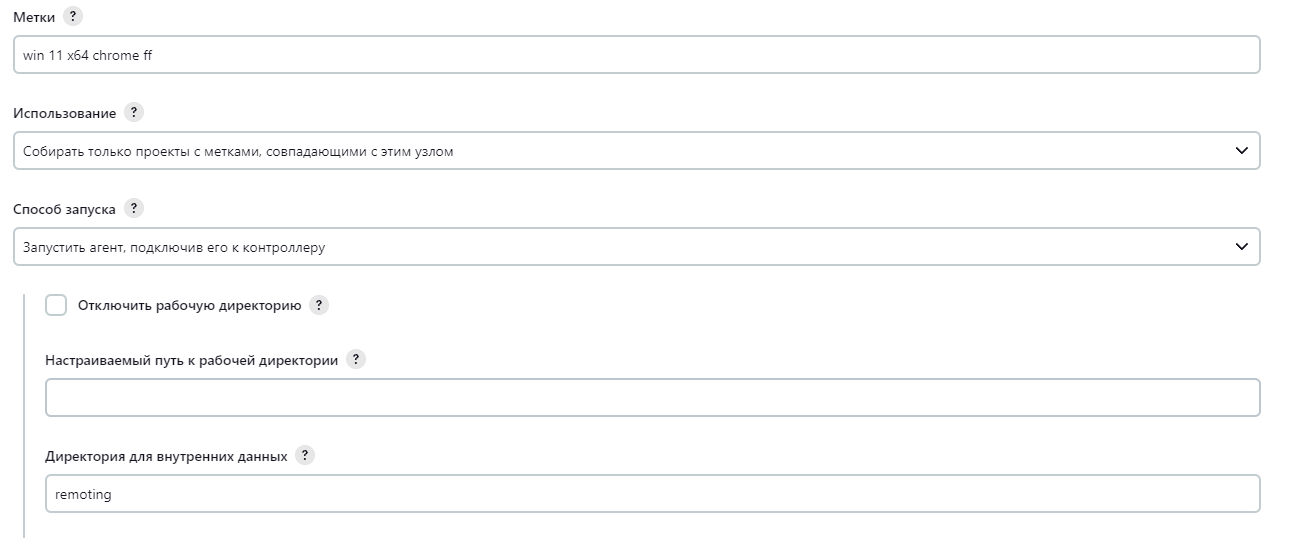 Метки ?
win 11 x64 chrome ff
Использование ?
Собирать только проекты с метками, совпадающими с этим узлом
Способ запуска ?
Запустить агент, подключив его к контроллеру
Отключить рабочую директорию ?
Настраиваемый путь к рабочей директории ?
Директория для внутренних данных ?
remoting